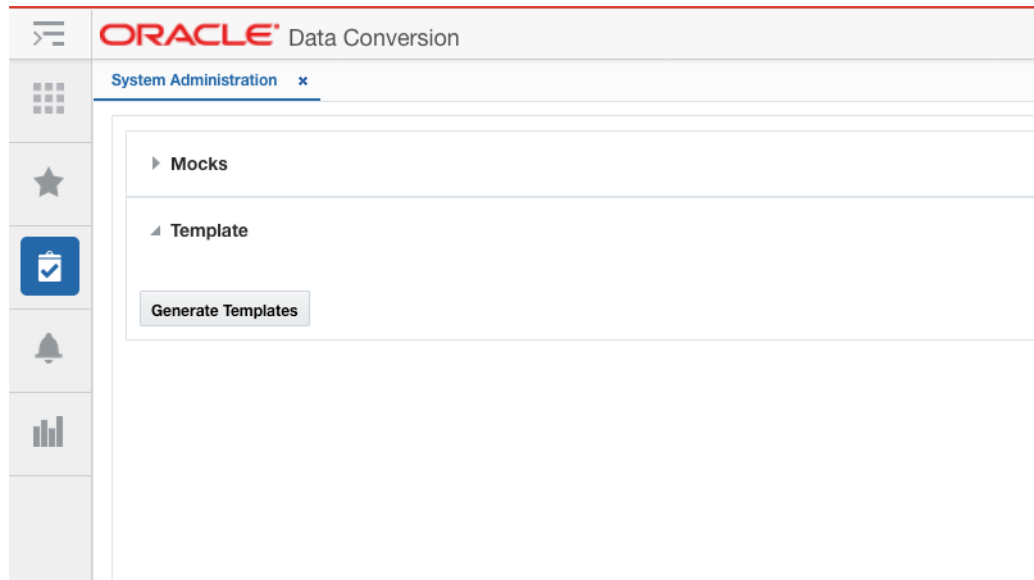 ORACLE Data Conversion
System Administration ×
Mocks
Template
Generate Templates